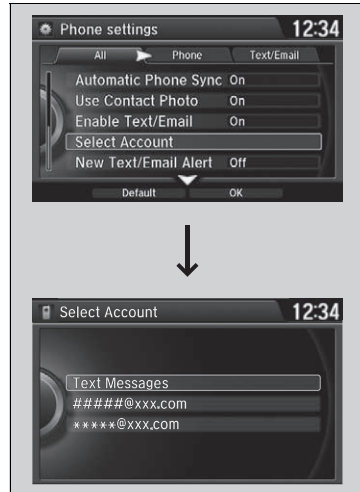 Phone settings 12:34
All Phone Text/Email
Automatic Phone Sync On
Use Contact Photo On
Enable Text/Email On
Select Account
New Text/Email Alert Off
Default OK
Select Account 12:34
Text Messages
#####@xxx.com
*****@xxx.com